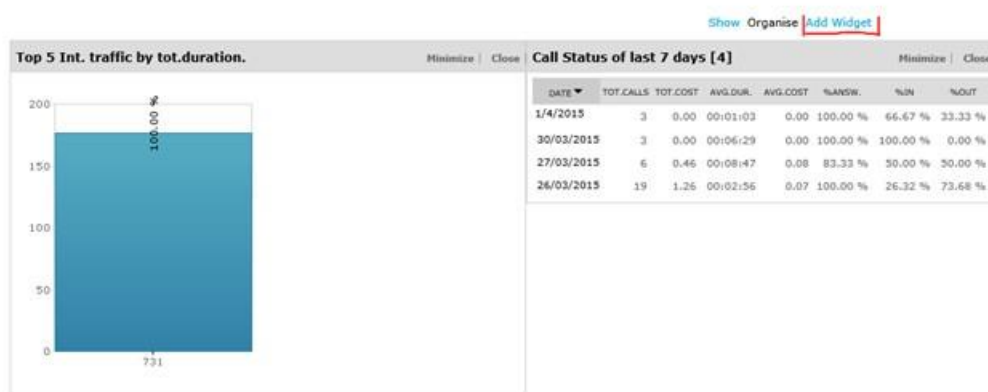 Show Organise Add Widget
Top 5 Int. traffic by tot.duration. Minimize | Close
200
100.00 %
150
100
50
0
731
Call Status of last 7 days [4] Minimize | Close
DATE TOT.CALLS TOT.COST AVG.DUR. AVG.COST %ANSW. %IN %OUT
1/4/2015 3 0.00 00:01:03 0.00 100.00 % 66.67 % 33.33 %
30/03/2015 3 0.00 00:06:29 0.00 100.00 % 100.00 % 0.00 %
27/03/2015 6 0.46 00:08:47 0.08 83.33 % 50.00 % 50.00 %
26/03/2015 19 1.26 00:02:56 0.07 100.00 % 26.32 % 73.68 %